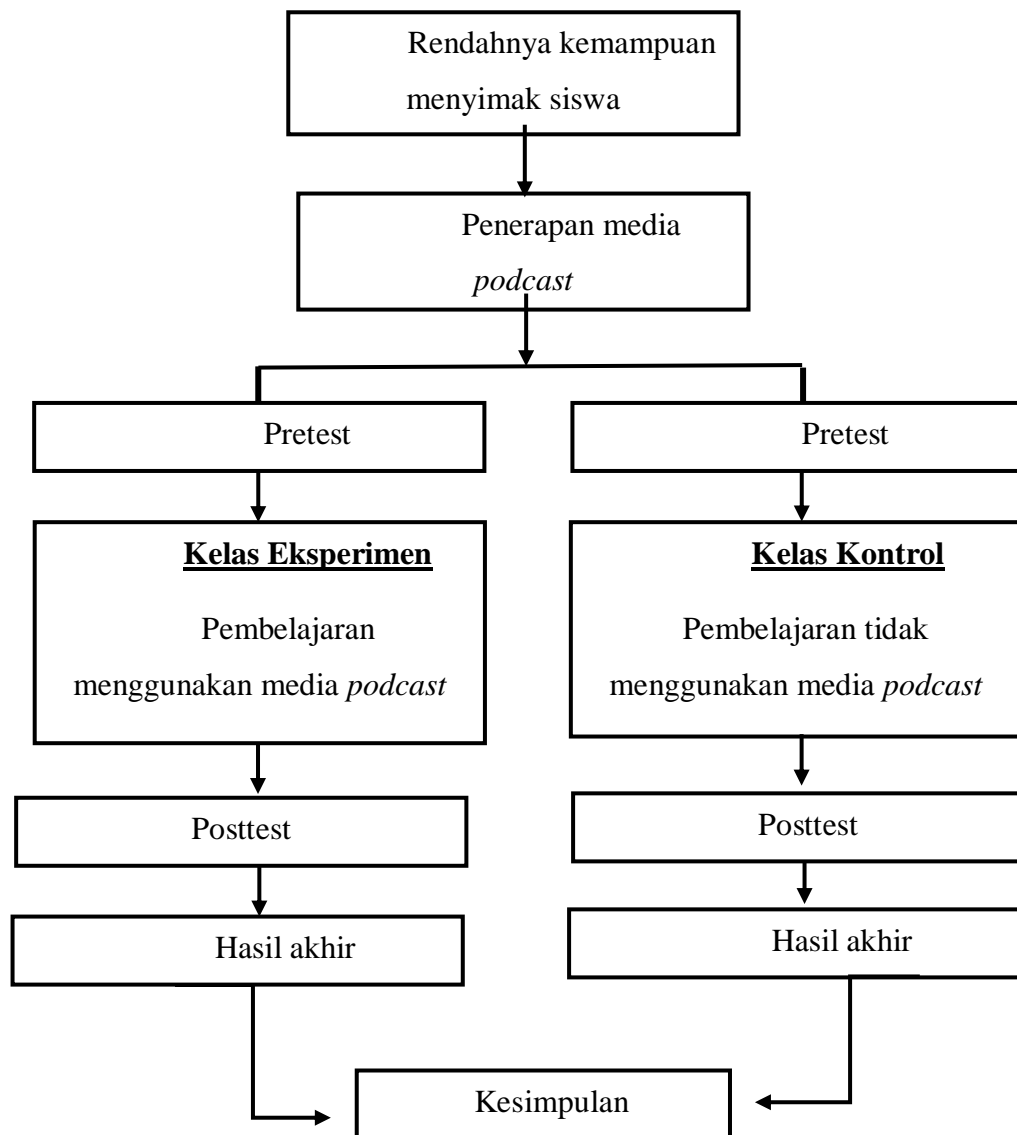 Rendahnya kemampuan
menyimak siswa
Penerapan media
podcast
Pretest
Pretest
Kelas Eksperimen
Pembelajaran
menggunakan media podcast
Kelas Kontrol
Pembelajaran tidak
menggunakan media podcast
Posttest
Posttest
Hasil akhir
Hasil akhir
Kesimpulan